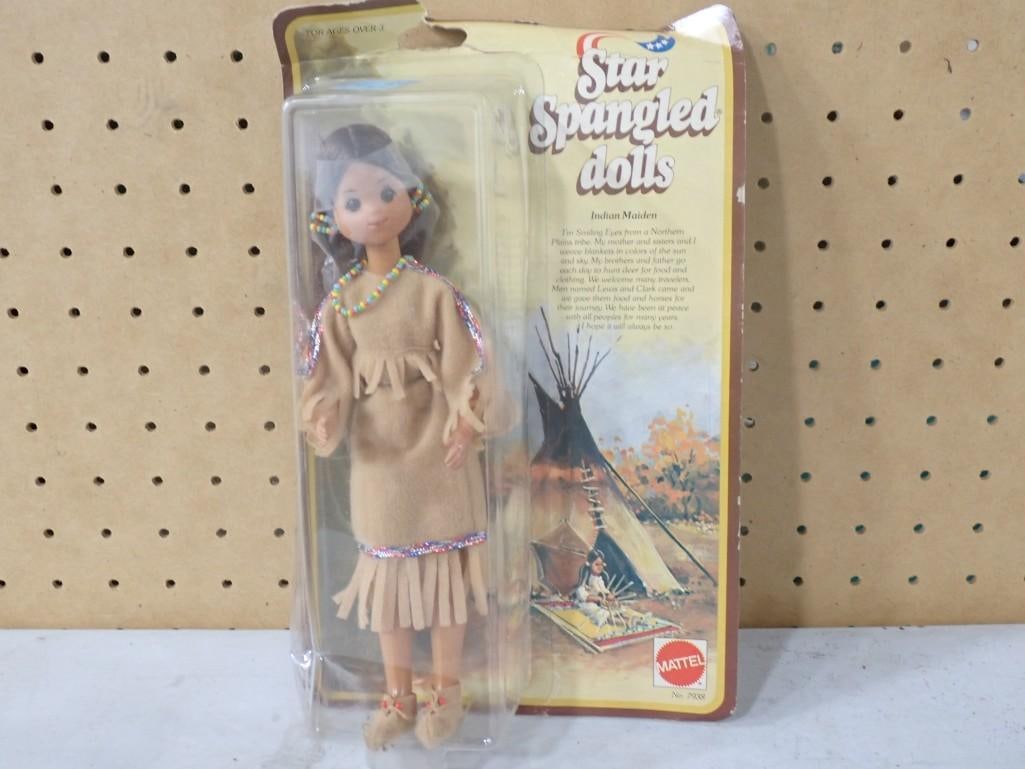 FOR AGES OVER 3
Star
Spangled®
dolls
Indian Maiden
I'm Smiling Eyes from a Northern
Plains tribe. My mother and sisters and I
weave blankets in colors of the sun
and sky. My brothers and father go
each day to hunt deer for food and
clothing. We welcome many travelers.
Men named Lewis and Clark came and
we gave them food and horses for
their journey. We have been at peace
with all peoples for many years.
I hope it will always be so.
MATTEL
No. 7938